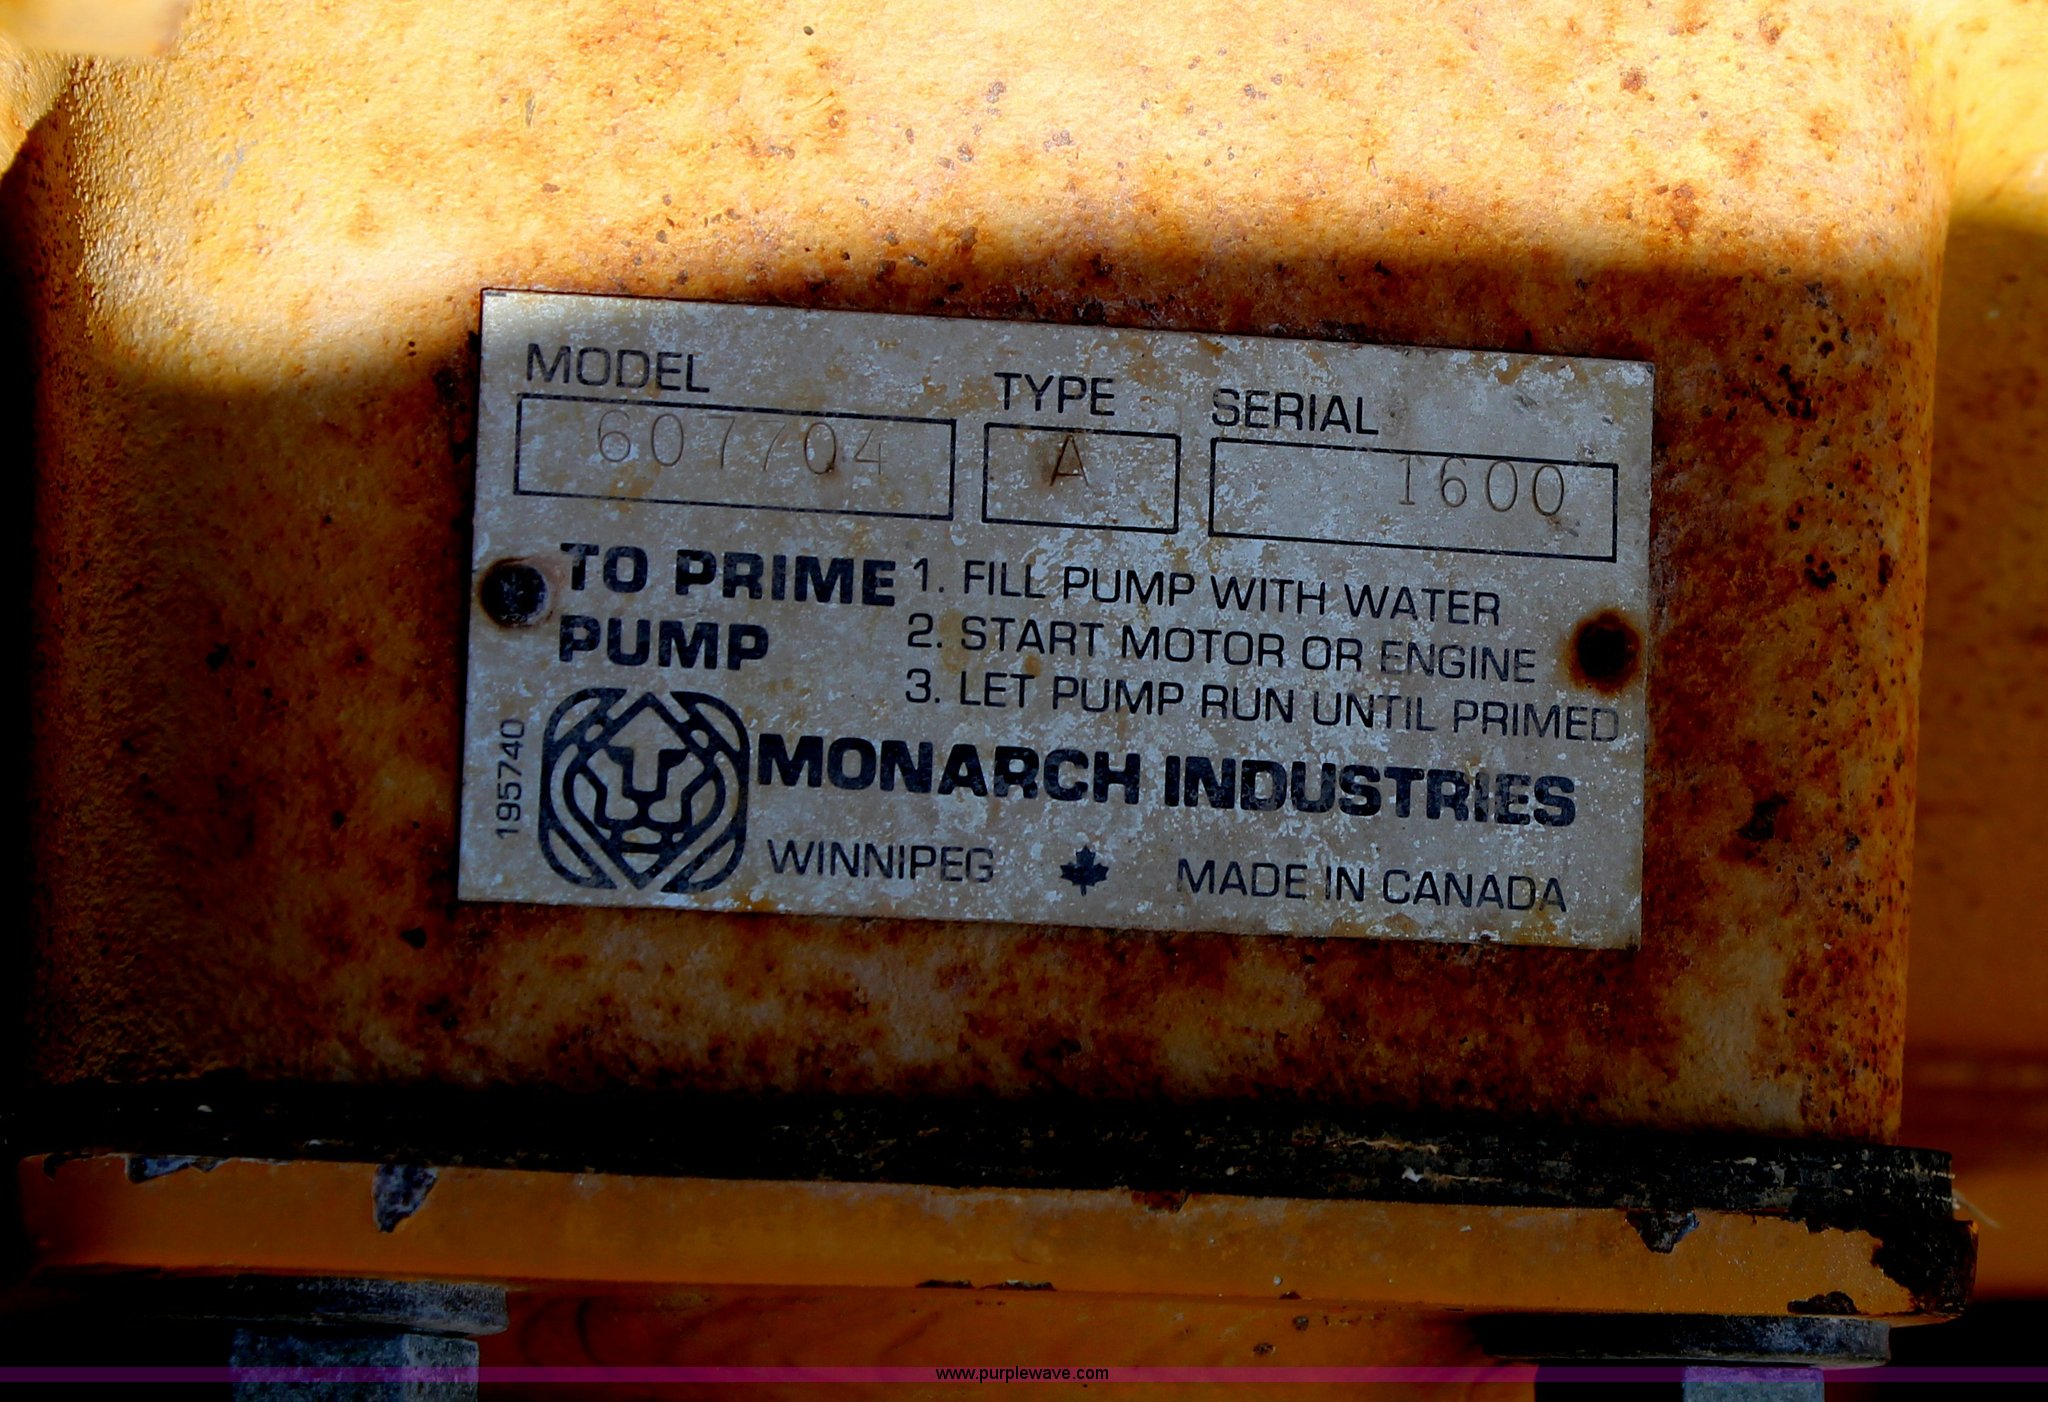 MODEL TYPE SERIAL
607704 A 1600
TO PRIME
PUMP
1. FILL PUMP WITH WATER
2. START MOTOR OR ENGINE
3. LET PUMP RUN UNTIL PRIMED
195740
MONARCH INDUSTRIES
WINNIPEG MADE IN CANADA
www.purplewave.com